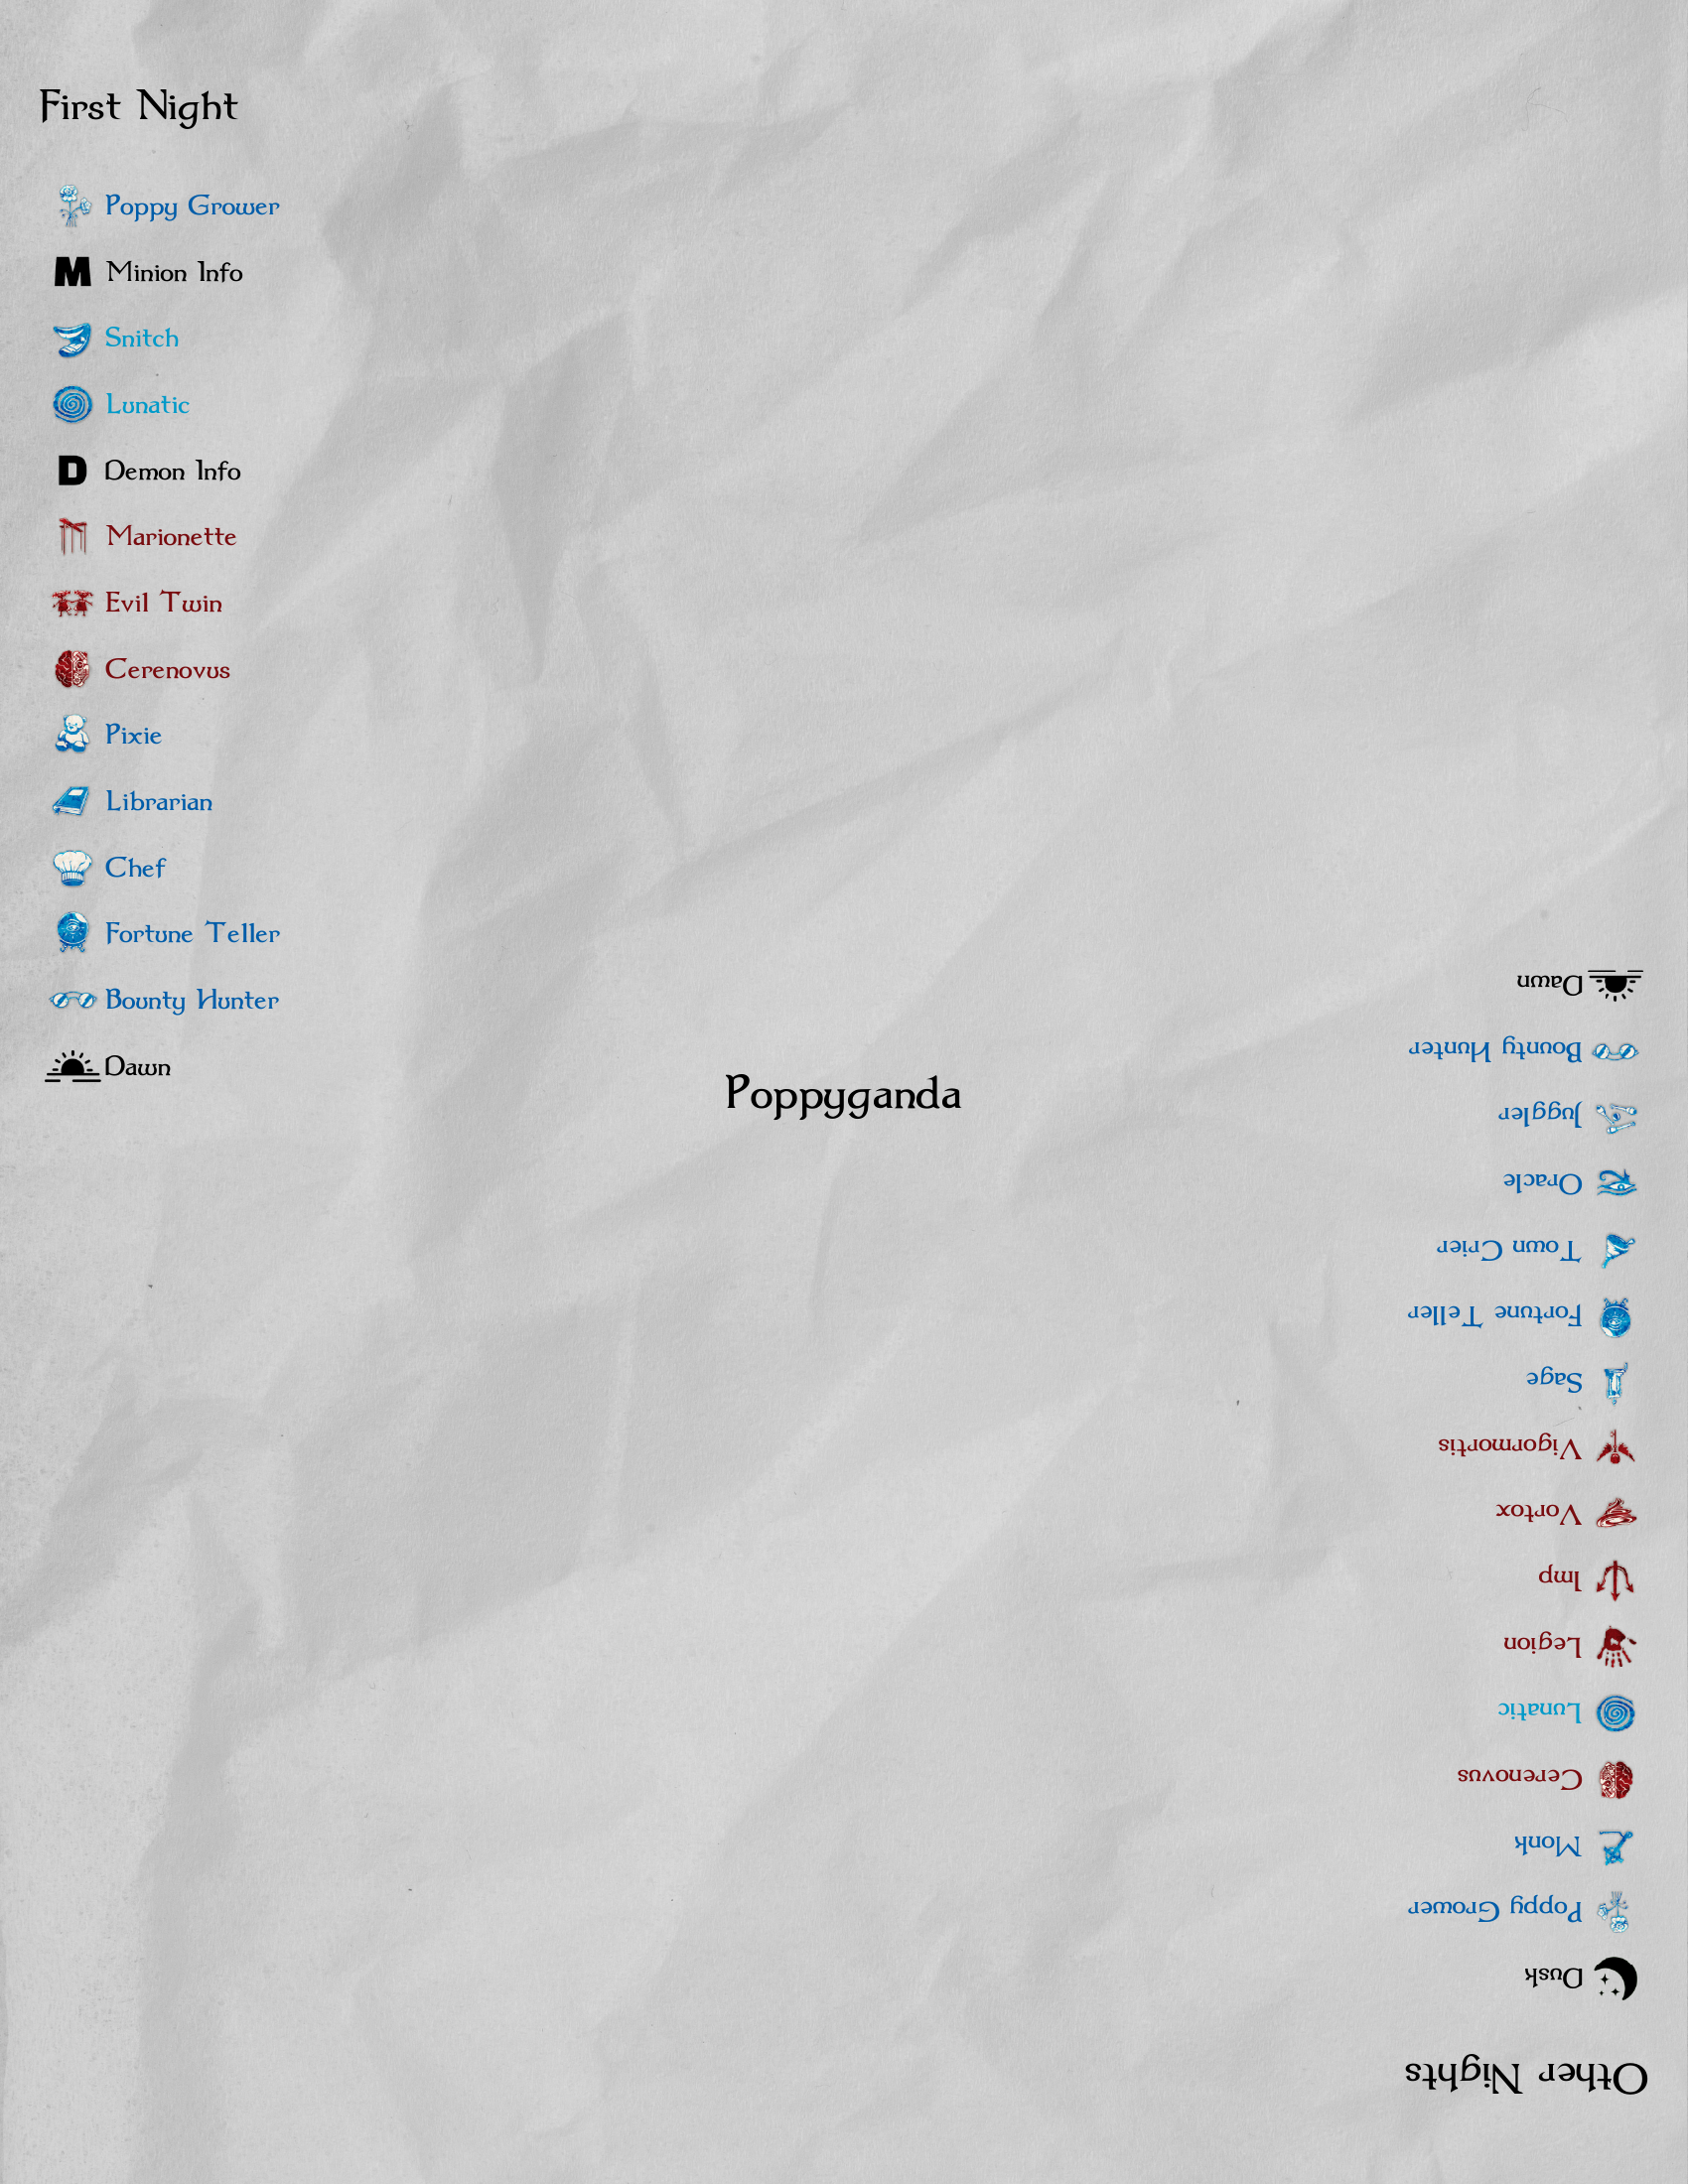 First Night
Poppy Grower
M Minion Info
Snitch
Lunatic
D Demon Info
Marionette
Evil Twin
Cerenovus
Pixie
Librarian
Chef
Fortune Teller
Bounty Hunter
Dawn
Poppyganda
Other Nights
Dusk
Poppy Grower
Monk
Cerenovus
Lunatic
Legion
Imp
Vortox
Vigormortis
Sage
Fortune Teller
Town Crier
Oracle
Juggler
Bounty Hunter
Dawn